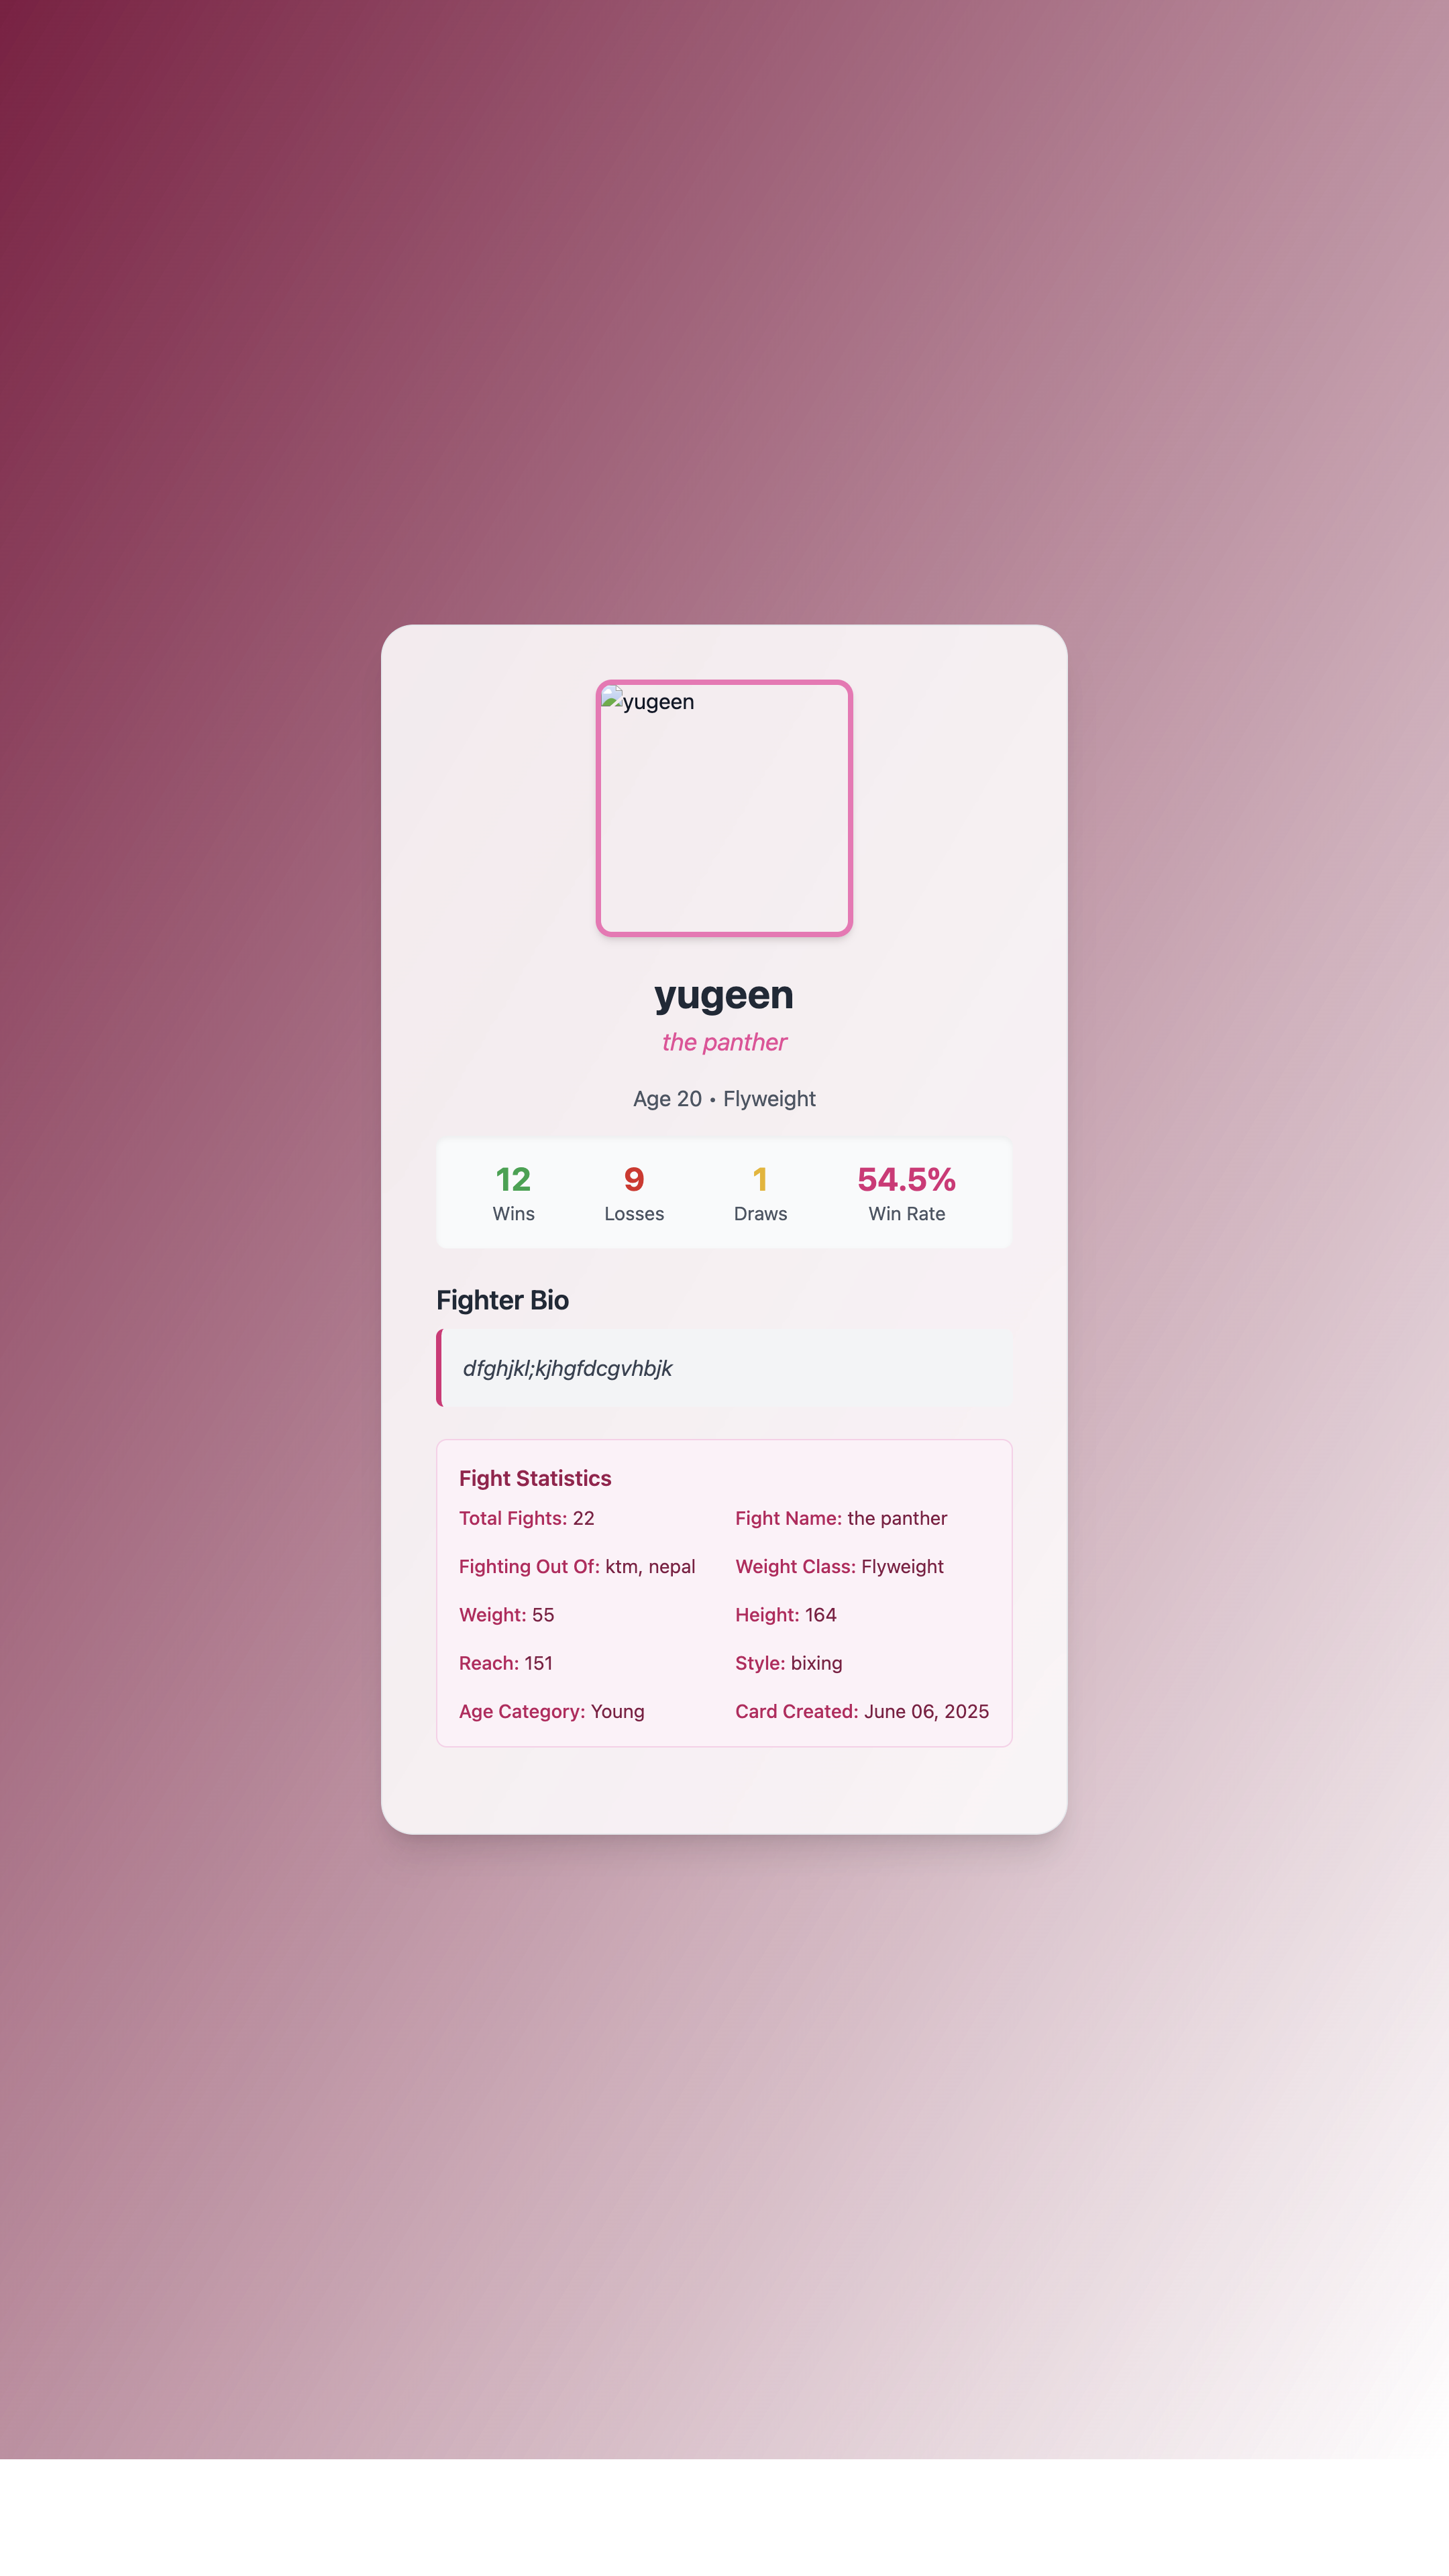 yugeen
yugeen
the panther
Age 20 • Flyweight
12 9 1 54.5%
Wins Losses Draws Win Rate
Fighter Bio
dfghjkl;kjhgfdcgvhbjk
Fight Statistics
Total Fights: 22 Fight Name: the panther
Fighting Out Of: ktm, nepal Weight Class: Flyweight
Weight: 55 Height: 164
Reach: 151 Style: bixing
Age Category: Young Card Created: June 06, 2025